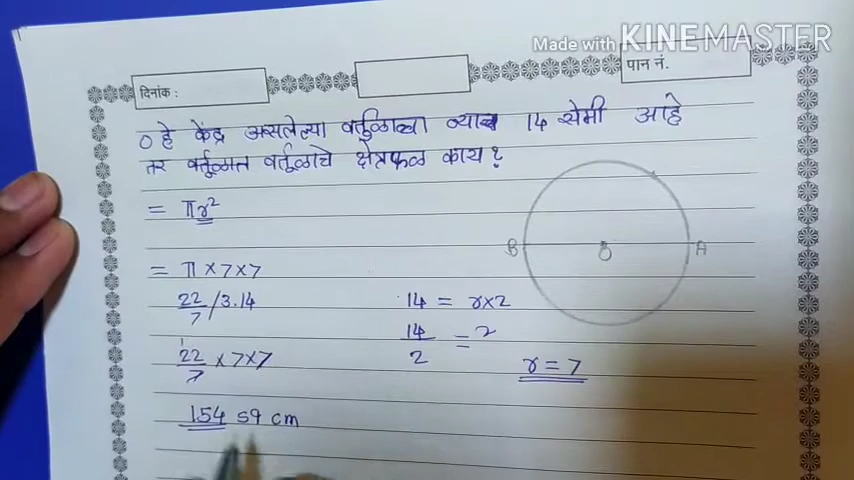 Made with KINEMASTER
दिनांक :
पान नं.
O हे केंद्र असलेल्या वर्तुळाचा व्यास 14 सेमी आहे
तर वर्तुळात वर्तुळाचे क्षेत्रफळ काय?
= πr²
B O A
= π × 7 × 7
22/7 / 3.14
14 = r×2
14/2 = r
r = 7
22/7 × 7×7
154 sq cm